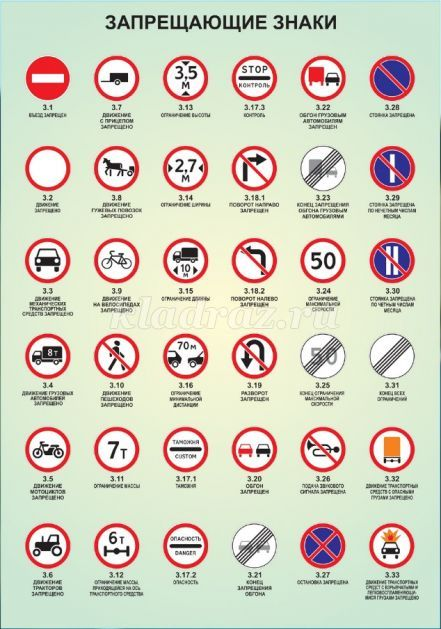 ЗАПРЕЩАЮЩИЕ ЗНАКИ
3.1
ВЪЕЗД ЗАПРЕЩЕН
3.7
ДВИЖЕНИЕ
С ПРИЦЕПОМ
ЗАПРЕЩЕНО
3,5
М
3.13
ОГРАНИЧЕНИЕ ВЫСОТЫ
STOP
КОНТРОЛЬ
3.17.3
КОНТРОЛЬ
3.22
ОБГОН ГРУЗОВЫМ
АВТОМОБИЛЯМ
ЗАПРЕЩЕН
3.28
СТОЯНКА ЗАПРЕЩЕНА
3.2
ДВИЖЕНИЕ
ЗАПРЕЩЕНО
3.8
ДВИЖЕНИЕ
ГУЖЕВЫХ ПОВОЗОК
ЗАПРЕЩЕНО
2,7
М
3.14
ОГРАНИЧЕНИЕ ШИРИНЫ
3.18.1
ПОВОРОТ НАПРАВО
ЗАПРЕЩЕН
3.23
КОНЕЦ ЗАПРЕЩЕНИЯ
ОБГОНА ГРУЗОВЫМ
АВТОМОБИЛЯМИ
3.29
СТОЯНКА ЗАПРЕЩЕНА
ПО НЕЧЕТНЫМ ЧИСЛАМ
МЕСЯЦА
3.3
ДВИЖЕНИЕ
МЕХАНИЧЕСКИХ
ТРАНСПОРТНЫХ
СРЕДСТВ ЗАПРЕЩЕНО
3.9
ДВИЖЕНИЕ
НА ВЕЛОСИПЕДАХ
ЗАПРЕЩЕНО
10
М
3.15
ОГРАНИЧЕНИЕ ДЛИНЫ
3.18.2
ПОВОРОТ НАЛЕВО
ЗАПРЕЩЕН
50
3.24
ОГРАНИЧЕНИЕ
МАКСИМАЛЬНОЙ
СКОРОСТИ
3.30
СТОЯНКА ЗАПРЕЩЕНА
ПО ЧЕТНЫМ ЧИСЛАМ
МЕСЯЦА
kladraz.ru
8Т
3.4
ДВИЖЕНИЕ ГРУЗОВЫХ
АВТОМОБИЛЕЙ
ЗАПРЕЩЕНО
3.10
ДВИЖЕНИЕ
ПЕШЕХОДОВ
ЗАПРЕЩЕНО
70 М
3.16
ОГРАНИЧЕНИЕ
МИНИМАЛЬНОЙ
ДИСТАНЦИИ
3.19
РАЗВОРОТ
ЗАПРЕЩЕН
50
3.25
КОНЕЦ ОГРАНИЧЕНИЯ
МАКСИМАЛЬНОЙ
СКОРОСТИ
3.31
КОНЕЦ ВСЕХ
ОГРАНИЧЕНИЙ
3.5
ДВИЖЕНИЕ
МОТОЦИКЛОВ
ЗАПРЕЩЕНО
7Т
3.11
ОГРАНИЧЕНИЕ МАССЫ
ТАМОЖНЯ
CUSTOM
3.17.1
ТАМОЖНЯ
3.20
ОБГОН
ЗАПРЕЩЕН
3.26
ПОДАЧА ЗВУКОВОГО
СИГНАЛА ЗАПРЕЩЕНА
3.32
ДВИЖЕНИЕ ТРАНСПОРТНЫХ
СРЕДСТВ С ОПАСНЫМИ
ГРУЗАМИ ЗАПРЕЩЕНО
3.6
ДВИЖЕНИЕ
ТРАКТОРОВ
ЗАПРЕЩЕНО
6Т
3.12
ОГРАНИЧЕНИЕ МАССЫ,
ПРИХОДЯЩЕЙСЯ НА ОСЬ
ТРАНСПОРТНОГО СРЕДСТВА
ОПАСНОСТЬ
DANGER
3.17.2
ОПАСНОСТЬ
3.21
КОНЕЦ
ЗАПРЕЩЕНИЯ
ОБГОНА
3.27
ОСТАНОВКА ЗАПРЕЩЕНА
3.33
ДВИЖЕНИЕ ТРАНСПОРТНЫХ
СРЕДСТВ С ВЗРЫВЧАТЫМИ И
ЛЕГКОВОСПЛАМЕНЯЮЩИ-
МИСЯ ГРУЗАМИ ЗАПРЕЩЕНО